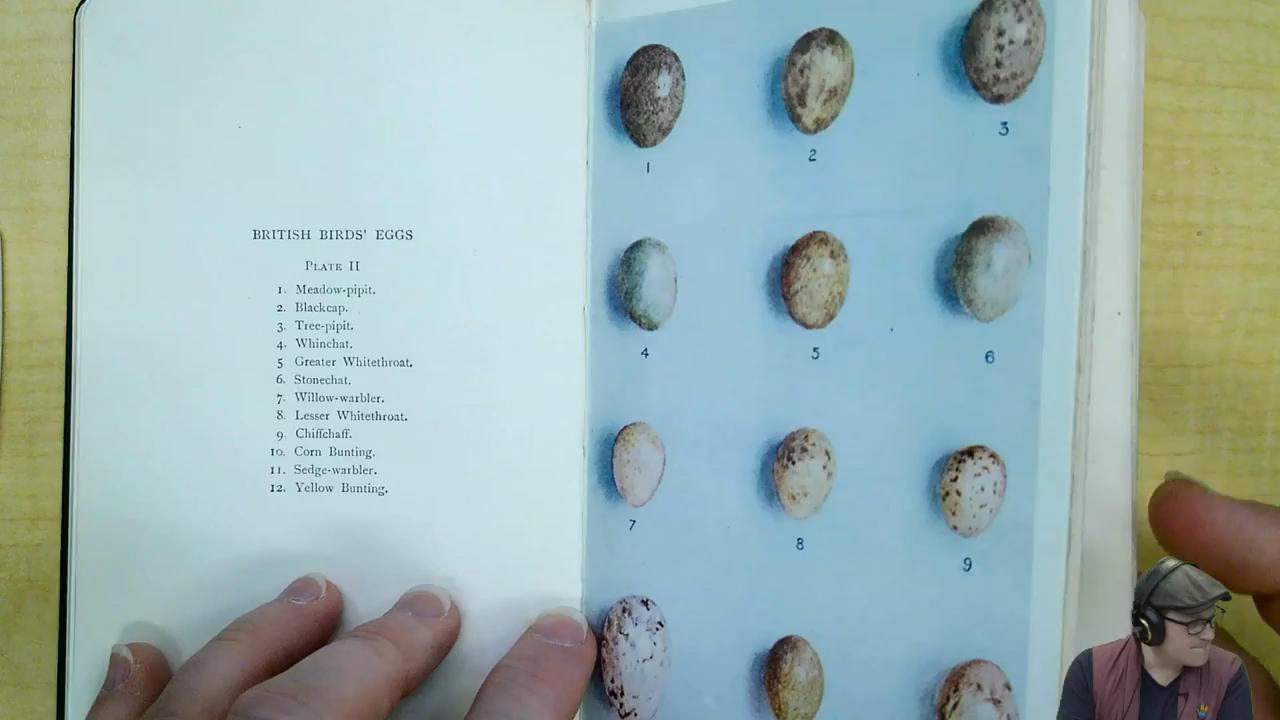 BRITISH BIRDS' EGGS
PLATE II
1. Meadow-pipit.
2. Blackcap.
3. Tree-pipit.
4. Whinchat.
5. Greater Whitethroat.
6. Stonechat.
7. Willow-warbler.
8. Lesser Whitethroat.
9. Chiffchaff.
10. Corn Bunting.
11. Sedge-warbler.
12. Yellow Bunting.
1 2 3
4 5 6
7 8 9